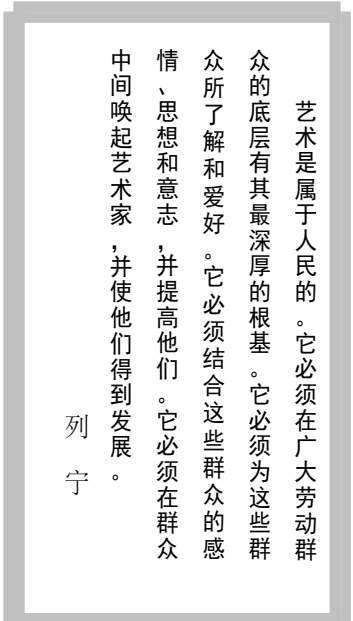 艺术是属于人民的。它必须在广大劳动群
众的底层有其最深厚的根基。它必须为这些群
众所了解和爱好。它必须结合这些群众的感
情、思想和意志，并提高他们。它必须在群众
中间唤起艺术家，并使他们得到发展。
列宁